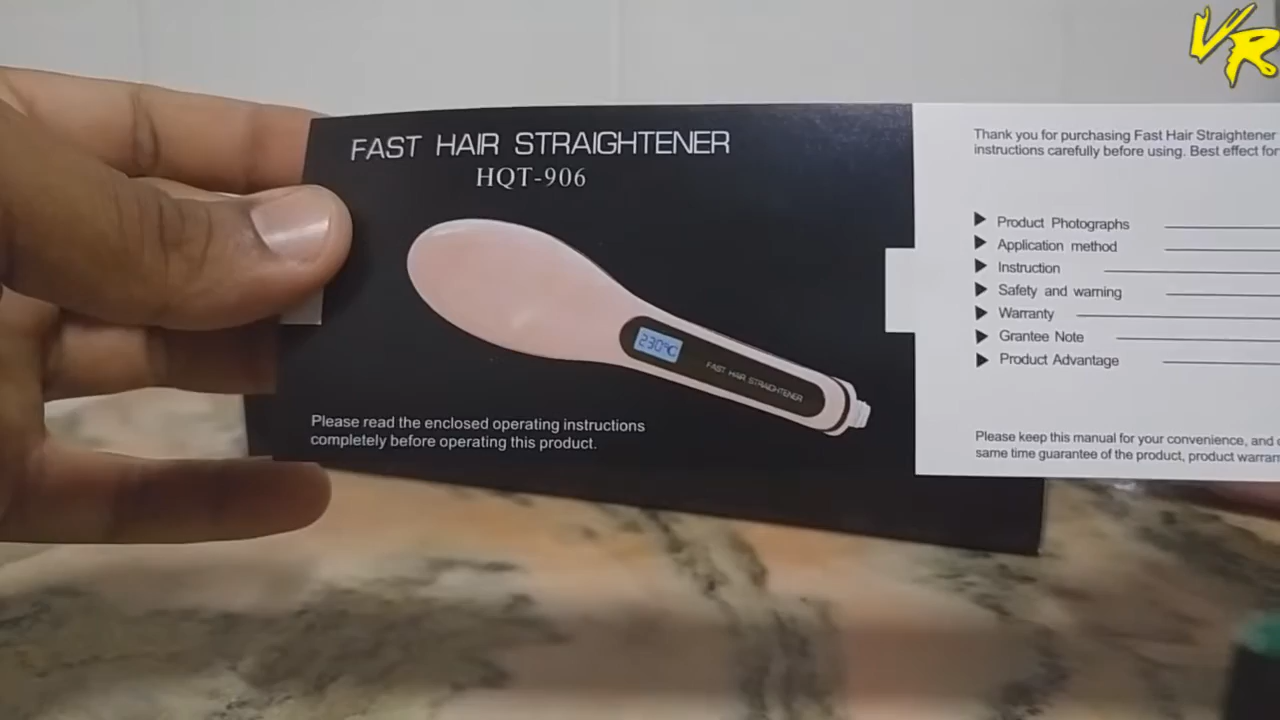 VR
FAST HAIR STRAIGHTENER
HQT-906
230°C
FAST HAIR STRAIGHTENER
Please read the enclosed operating instructions
completely before operating this product.
Thank you for purchasing Fast Hair Straightener
instructions carefully before using. Best effect for
Product Photographs
Application method
Instruction
Safety and warning
Warranty
Grantee Note
Product Advantage
Please keep this manual for your convenience, and
same time guarantee of the product, product